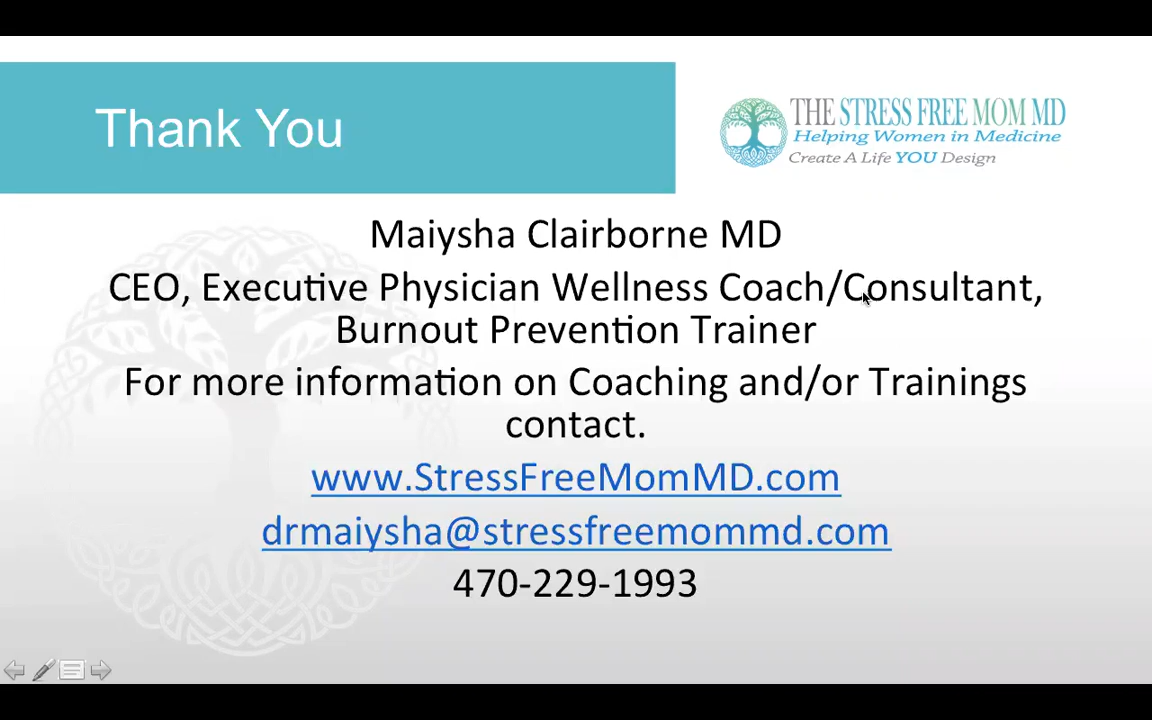 Thank You
THE STRESS FREE MOM MD
Helping Women in Medicine
Create A Life YOU Design
Maiysha Clairborne MD
CEO, Executive Physician Wellness Coach/Consultant,
Burnout Prevention Trainer
For more information on Coaching and/or Trainings
contact.
www.StressFreeMomMD.com
drmaiysha@stressfreemommd.com
470-229-1993